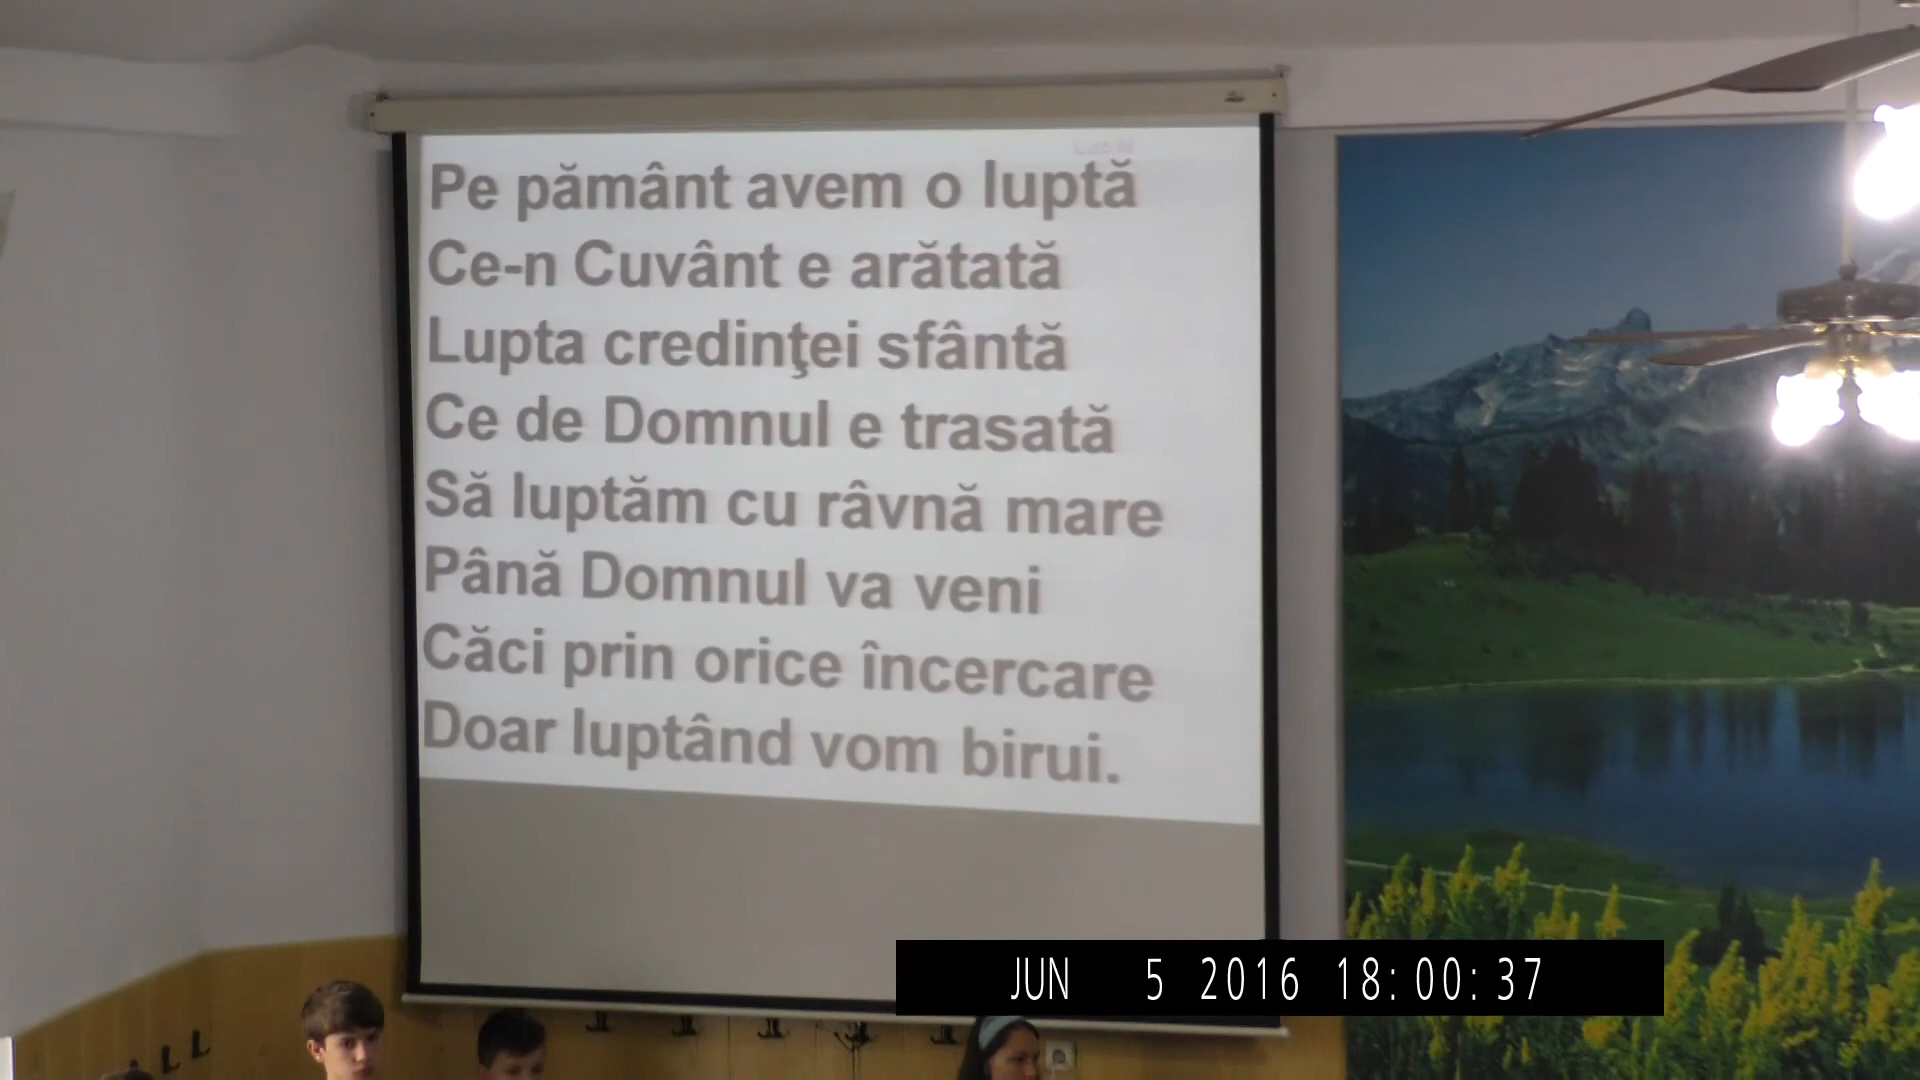 Pe pământ avem o luptă
Ce-n Cuvânt e arătată
Lupta credinţei sfântă
Ce de Domnul e trasată
Să luptăm cu râvnă mare
Până Domnul va veni
Căci prin orice încercare
Doar luptând vom birui.
JUN 5 2016 18:00:37